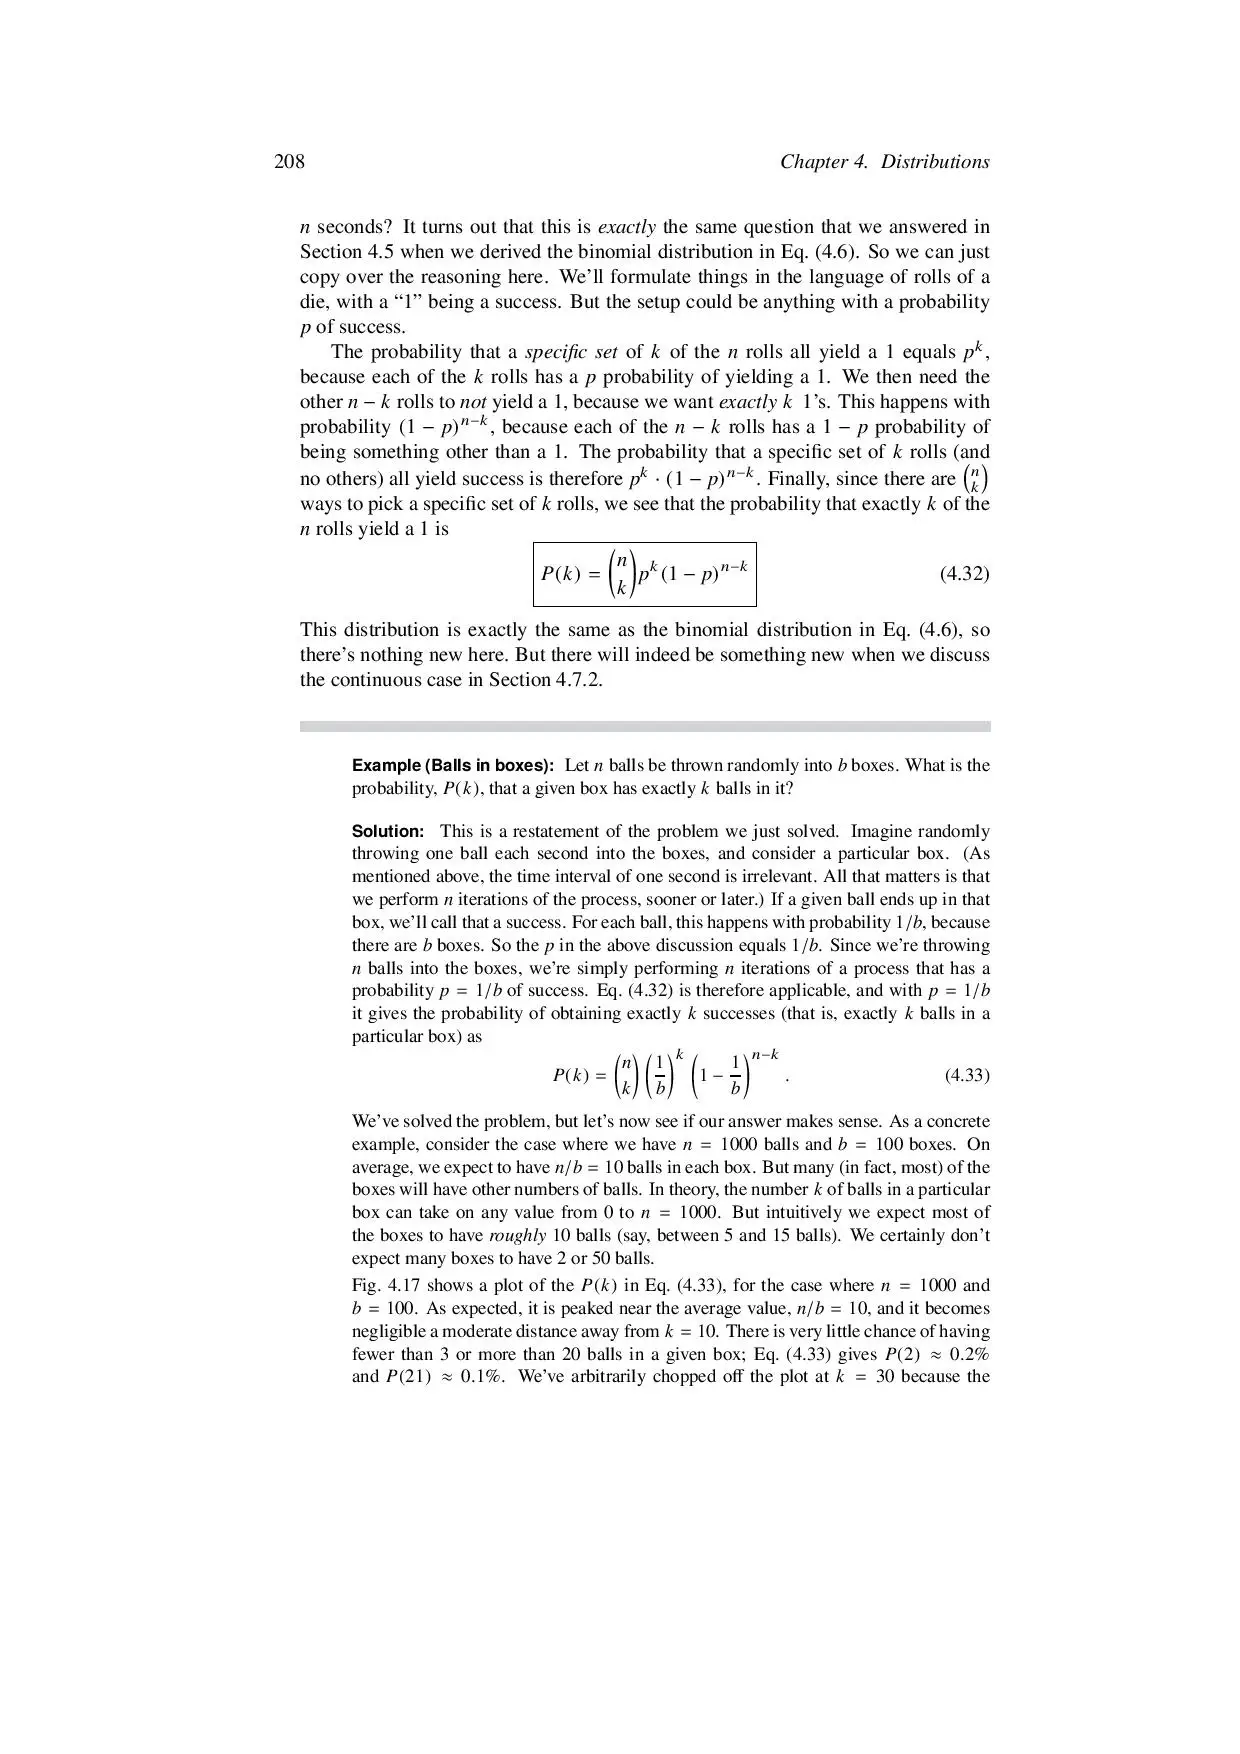 208 Chapter 4. Distributions
n seconds? It turns out that this is exactly the same question that we answered in
Section 4.5 when we derived the binomial distribution in Eq. (4.6). So we can just
copy over the reasoning here. We’ll formulate things in the language of rolls of a
die, with a “1” being a success. But the setup could be anything with a probability
p of success.
The probability that a specific set of k of the n rolls all yield a 1 equals p^k,
because each of the k rolls has a p probability of yielding a 1. We then need the
other n − k rolls to not yield a 1, because we want exactly k 1’s. This happens with
probability (1 − p)^{n−k}, because each of the n − k rolls has a 1 − p probability of
being something other than a 1. The probability that a specific set of k rolls (and
no others) all yield success is therefore p^k · (1 − p)^{n−k}. Finally, since there are \binom{n}{k}
ways to pick a specific set of k rolls, we see that the probability that exactly k of the
n rolls yield a 1 is
P(k) = \binom{n}{k} p^k (1 − p)^{n−k} (4.32)
This distribution is exactly the same as the binomial distribution in Eq. (4.6), so
there’s nothing new here. But there will indeed be something new when we discuss
the continuous case in Section 4.7.2.
Example (Balls in boxes): Let n balls be thrown randomly into b boxes. What is the
probability, P(k), that a given box has exactly k balls in it?
Solution: This is a restatement of the problem we just solved. Imagine randomly
throwing one ball each second into the boxes, and consider a particular box. (As
mentioned above, the time interval of one second is irrelevant. All that matters is that
we perform n iterations of the process, sooner or later.) If a given ball ends up in that
box, we’ll call that a success. For each ball, this happens with probability 1/b, because
there are b boxes. So the p in the above discussion equals 1/b. Since we’re throwing
n balls into the boxes, we’re simply performing n iterations of a process that has a
probability p = 1/b of success. Eq. (4.32) is therefore applicable, and with p = 1/b
it gives the probability of obtaining exactly k successes (that is, exactly k balls in a
particular box) as
P(k) = \binom{n}{k} (1/b)^k (1 − 1/b)^{n−k} . (4.33)
We’ve solved the problem, but let’s now see if our answer makes sense. As a concrete
example, consider the case where we have n = 1000 balls and b = 100 boxes. On
average, we expect to have n/b = 10 balls in each box. But many (in fact, most) of the
boxes will have other numbers of balls. In theory, the number k of balls in a particular
box can take on any value from 0 to n = 1000. But intuitively we expect most of
the boxes to have roughly 10 balls (say, between 5 and 15 balls). We certainly don’t
expect many boxes to have 2 or 50 balls.
Fig. 4.17 shows a plot of the P(k) in Eq. (4.33), for the case where n = 1000 and
b = 100. As expected, it is peaked near the average value, n/b = 10, and it becomes
negligible a moderate distance away from k = 10. There is very little chance of having
fewer than 3 or more than 20 balls in a given box; Eq. (4.33) gives P(2) ≈ 0.2%
and P(21) ≈ 0.1%. We’ve arbitrarily chopped off the plot at k = 30 because the